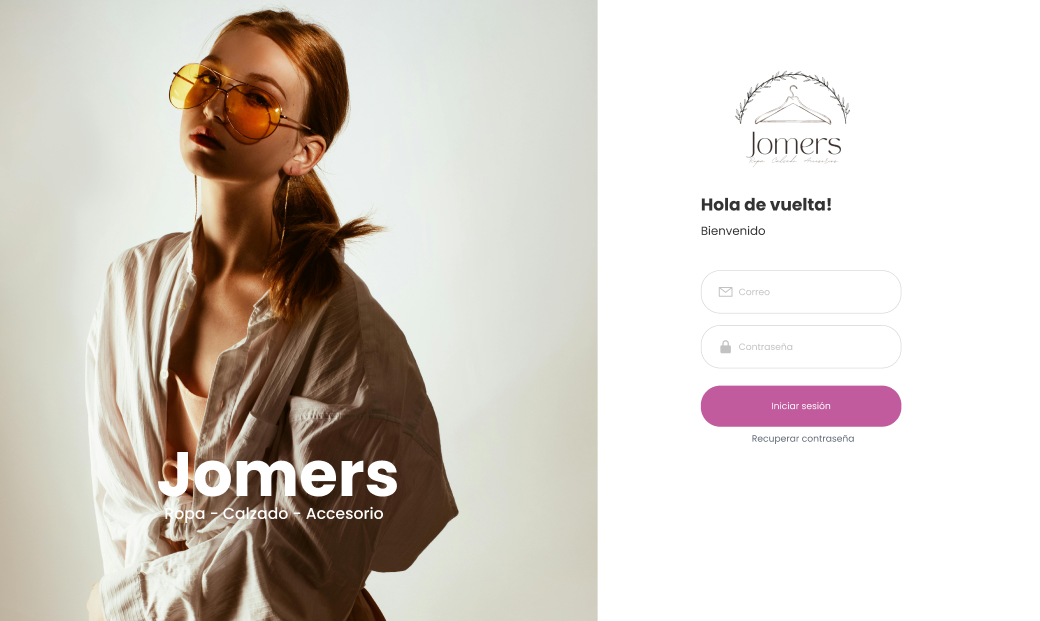 Jomers
Ropa - Calzado - Accesorio
Jomers
Ropa Calzado Accesorios
Hola de vuelta!
Bienvenido
Correo
Contraseña
Iniciar sesión
Recuperar contraseña